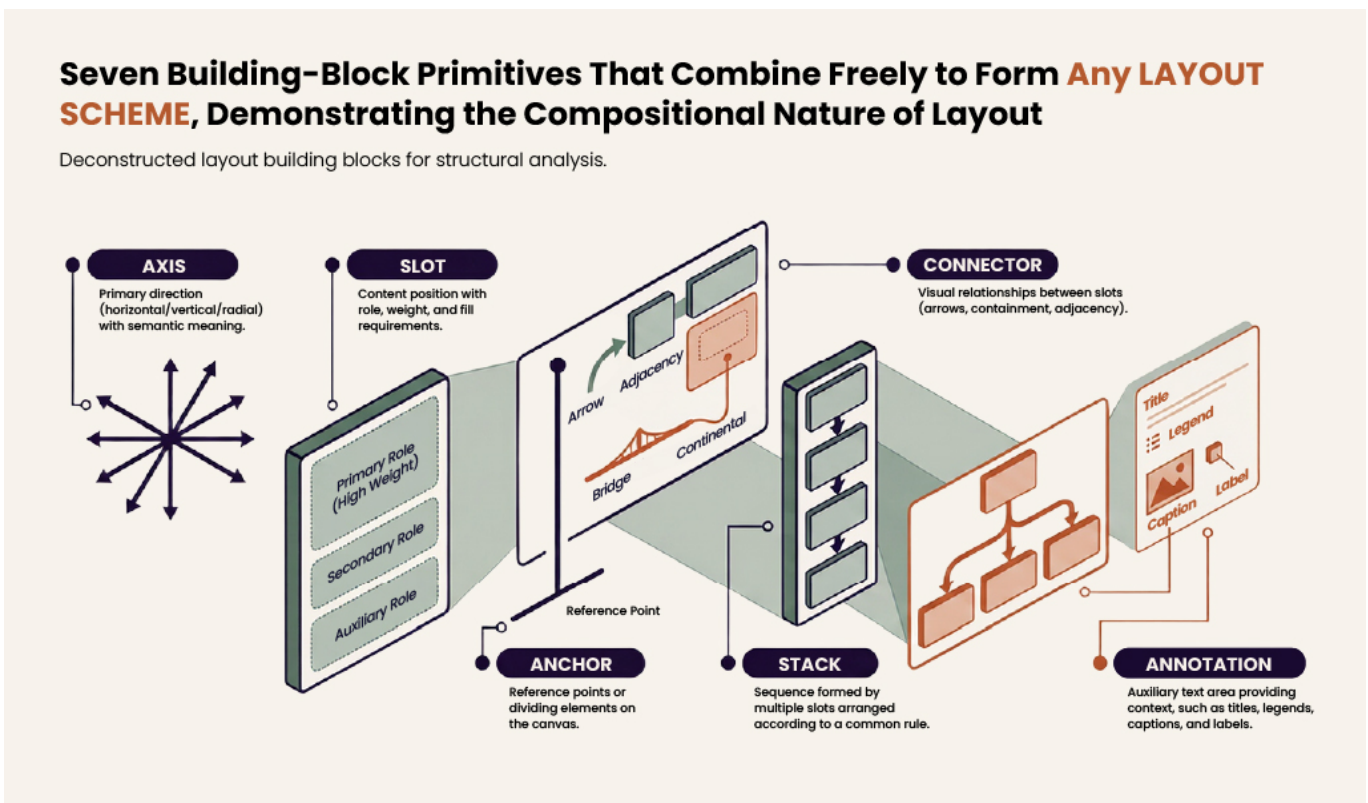 Seven Building-Block Primitives That Combine Freely to Form Any LAYOUT
SCHEME, Demonstrating the Compositional Nature of Layout
Deconstructed layout building blocks for structural analysis.
AXIS
Primary direction
(horizontal/vertical/radial)
with semantic meaning.
SLOT
Content position with
role, weight, and fill
requirements.
CONNECTOR
Visual relationships between slots
(arrows, containment, adjacency).
Primary Role
(High Weight)
Secondary Role
Auxiliary Role
Arrow
Adjacency
Bridge
Continental
Reference Point
Title
Legend
Caption
Label
ANCHOR
Reference points or
dividing elements on
the canvas.
STACK
Sequence formed by
multiple slots arranged
according to a common rule.
ANNOTATION
Auxiliary text area providing
context, such as titles, legends,
captions, and labels.